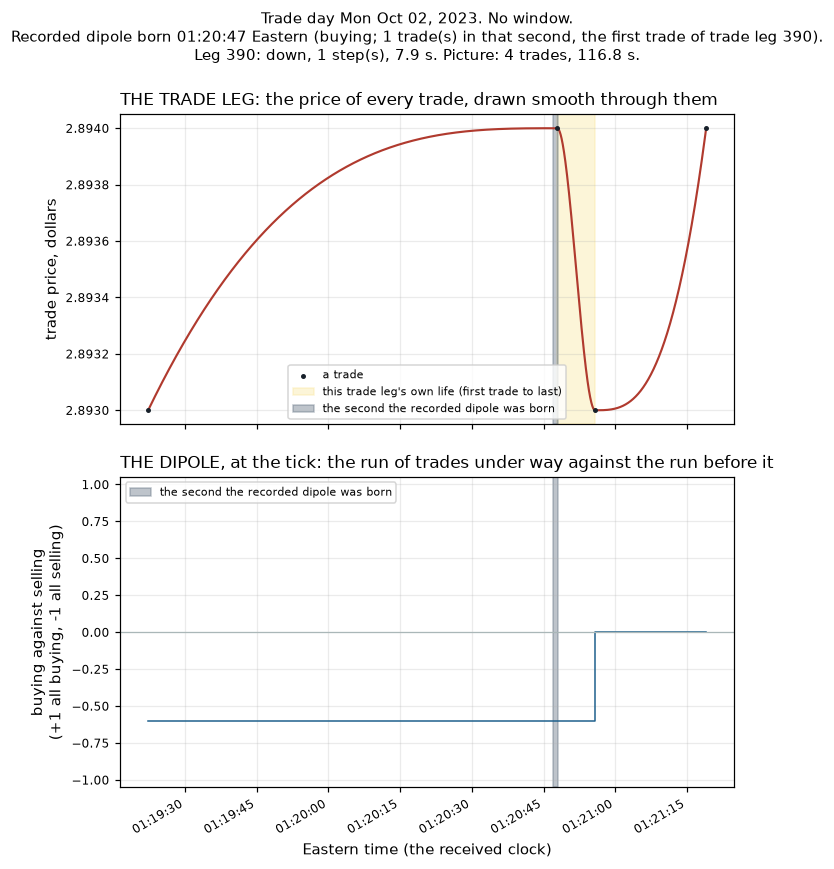 Trade day Mon Oct 02, 2023. No window.
Recorded dipole born 01:20:47 Eastern (buying; 1 trade(s) in that second, the first trade of trade leg 390).
Leg 390: down, 1 step(s), 7.9 s. Picture: 4 trades, 116.8 s.
THE TRADE LEG: the price of every trade, drawn smooth through them
trade price, dollars
2.8940
2.8938
2.8936
2.8934
2.8932
2.8930
a trade
this trade leg's own life (first trade to last)
the second the recorded dipole was born
THE DIPOLE, at the tick: the run of trades under way against the run before it
buying against selling
(+1 all buying, -1 all selling)
1.00
0.75
0.50
0.25
0.00
−0.25
−0.50
−0.75
−1.00
the second the recorded dipole was born
01:19:30
01:19:45
01:20:00
01:20:15
01:20:30
01:20:45
01:21:00
01:21:15
Eastern time (the received clock)